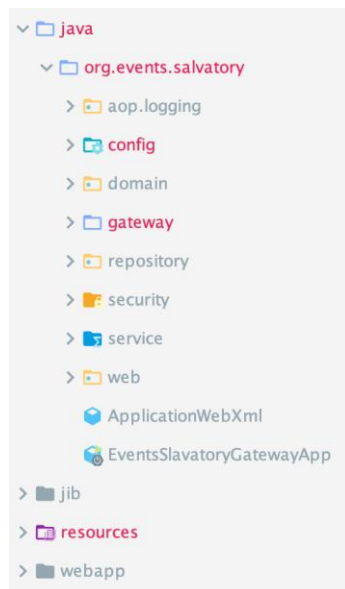 java
org.events.salvatory
aop.logging
config
domain
gateway
repository
security
service
web
ApplicationWebXml
EventsSlavatoryGatewayApp
jib
resources
webapp